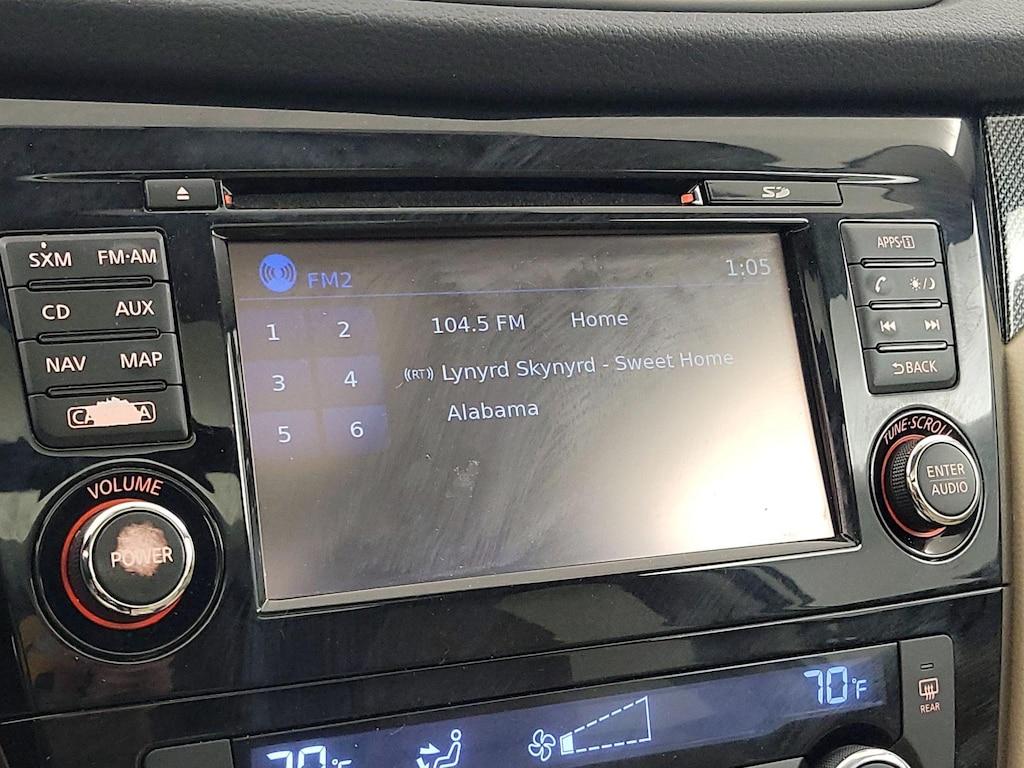 SD
SXM FM·AM
CD AUX
NAV MAP
VOLUME
POWER
FM2 1:05
1 2
3 4
5 6
104.5 FM Home
((RT)) Lynyrd Skynyrd - Sweet Home
Alabama
APPS·i
BACK
TUNE·SCROLL
ENTER
AUDIO
70°F
70°F
REAR